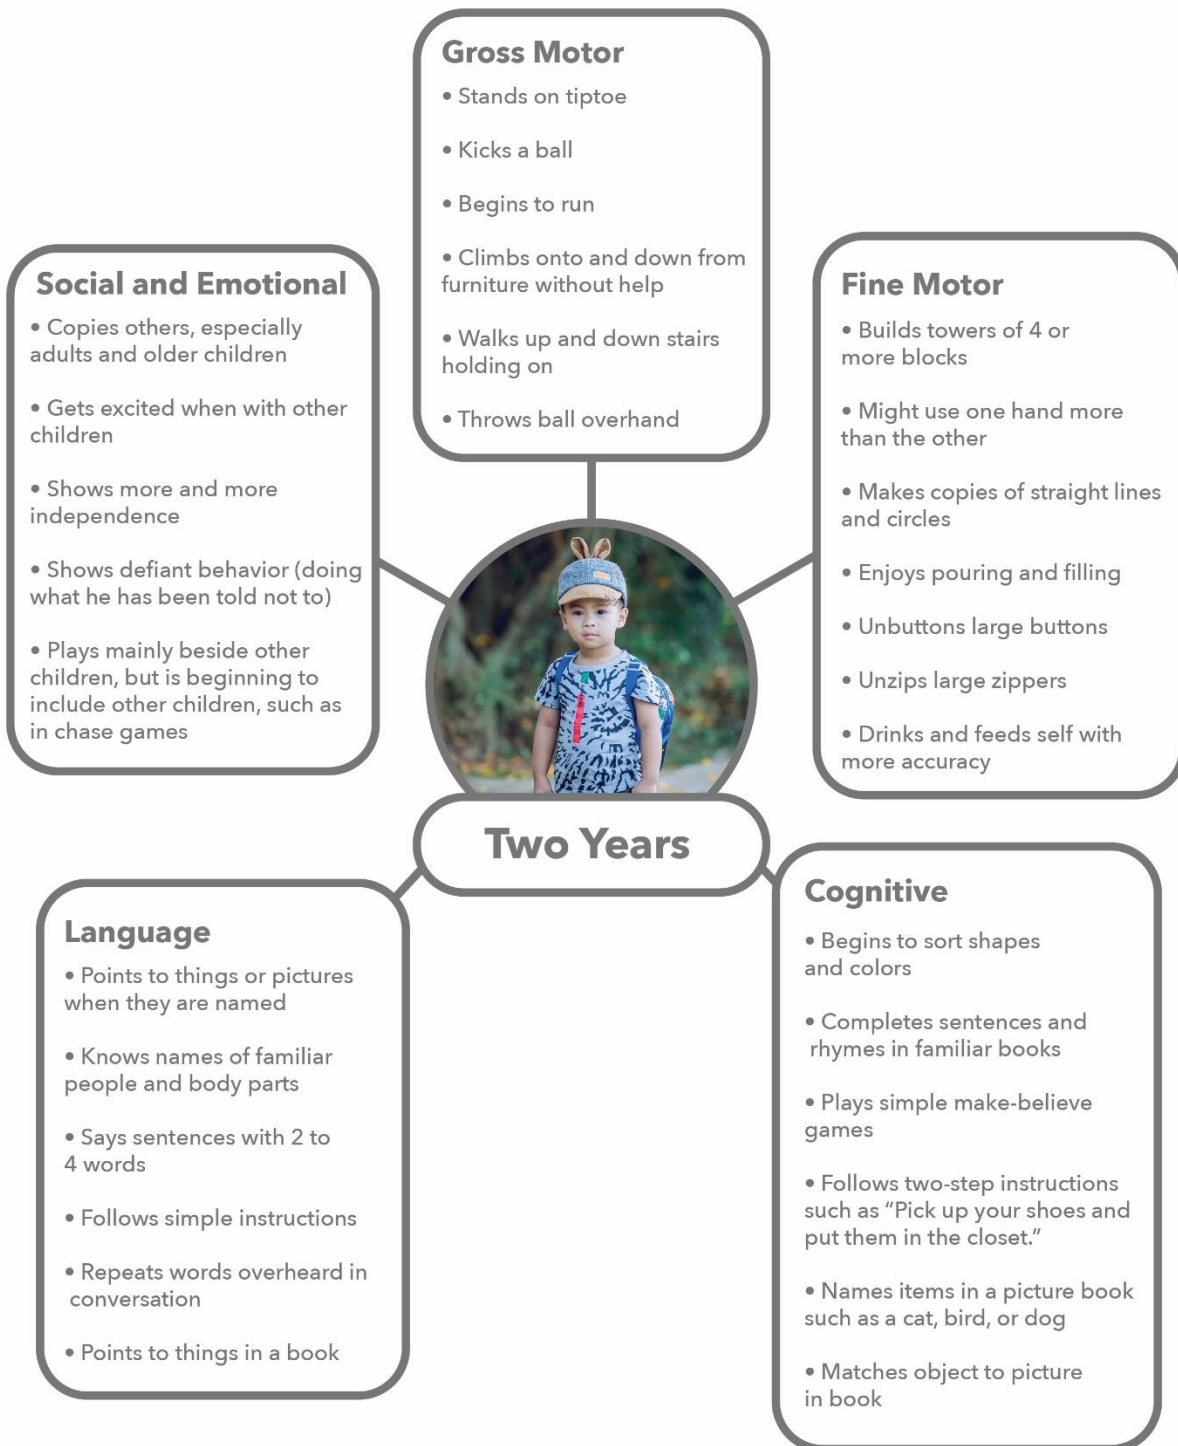 Gross Motor
• Stands on tiptoe
• Kicks a ball
• Begins to run
• Climbs onto and down from
furniture without help
• Walks up and down stairs
holding on
• Throws ball overhand
Social and Emotional
• Copies others, especially
adults and older children
• Gets excited when with other
children
• Shows more and more
independence
• Shows defiant behavior (doing
what he has been told not to)
• Plays mainly beside other
children, but is beginning to
include other children, such as
in chase games
Fine Motor
• Builds towers of 4 or
more blocks
• Might use one hand more
than the other
• Makes copies of straight lines
and circles
• Enjoys pouring and filling
• Unbuttons large buttons
• Unzips large zippers
• Drinks and feeds self with
more accuracy
Two Years
Language
• Points to things or pictures
when they are named
• Knows names of familiar
people and body parts
• Says sentences with 2 to
4 words
• Follows simple instructions
• Repeats words overheard in
conversation
• Points to things in a book
Cognitive
• Begins to sort shapes
and colors
• Completes sentences and
rhymes in familiar books
• Plays simple make-believe
games
• Follows two-step instructions
such as “Pick up your shoes and
put them in the closet.”
• Names items in a picture book
such as a cat, bird, or dog
• Matches object to picture
in book